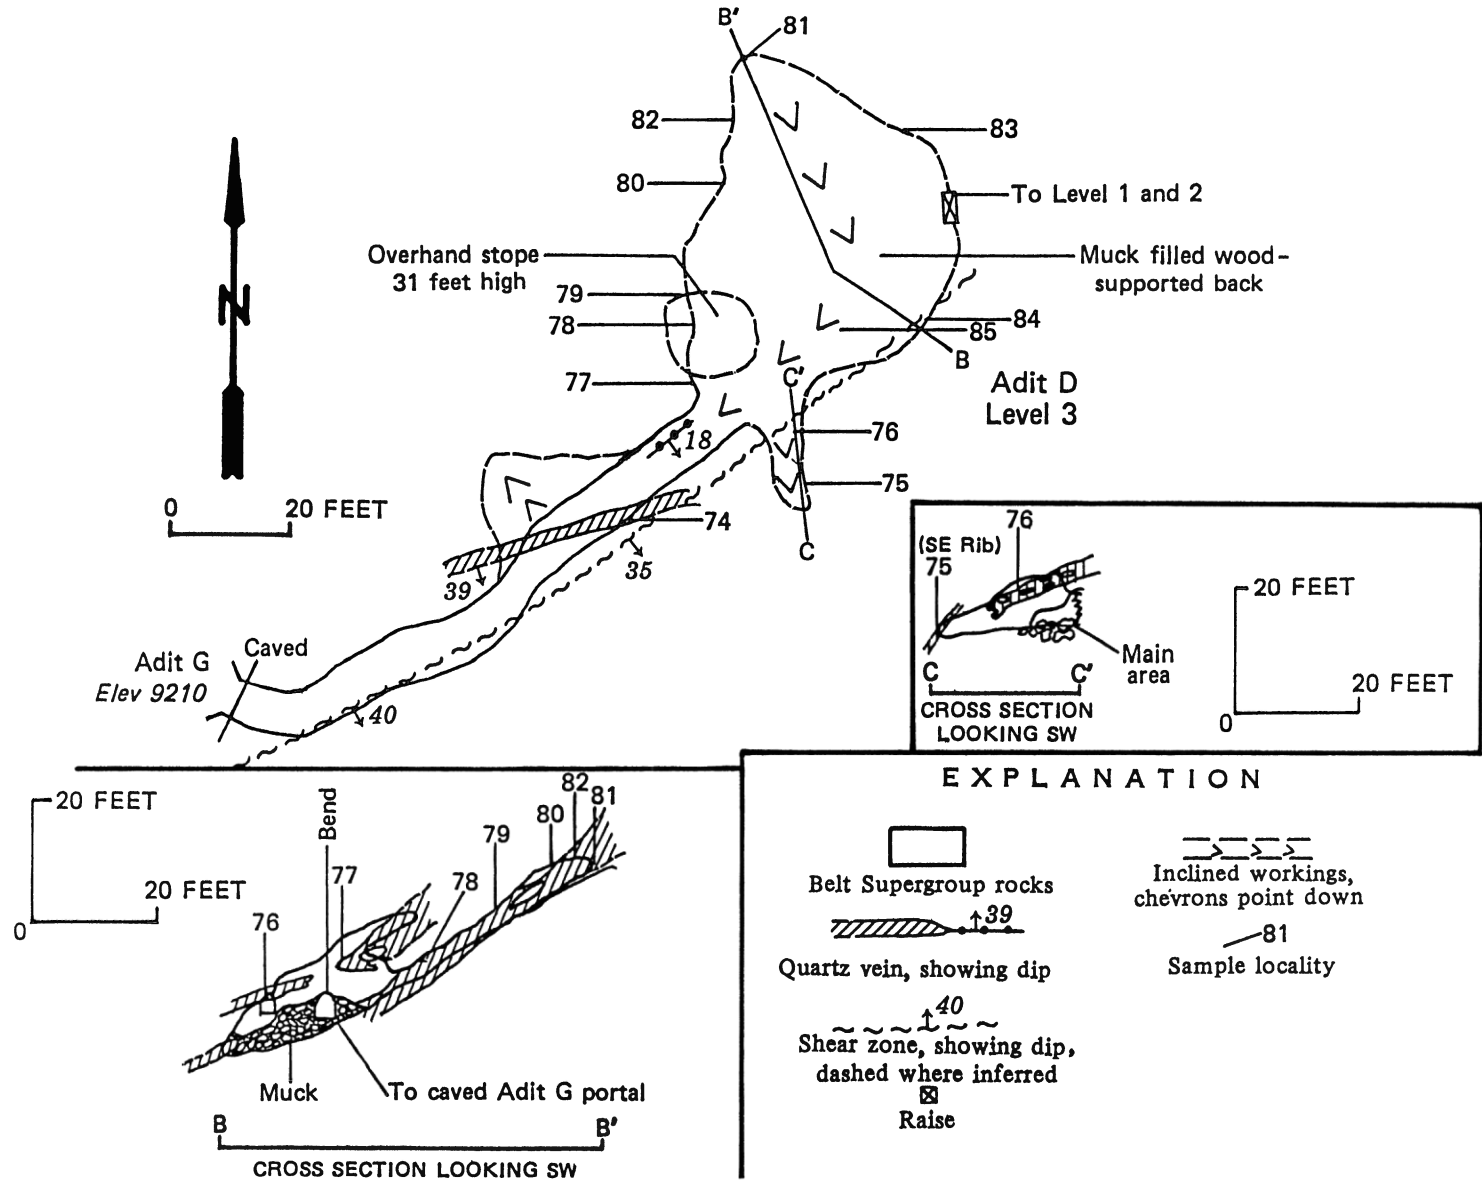 B'
81
82
83
80
To Level 1 and 2
Overhand stope
31 feet high
Muck filled wood-
supported back
N
79
78
84
85
B
77
C'
Adit D
Level 3
18
76
75
0 20 FEET
74
C
39
35
Caved
Adit G
Elev 9210
40
76
(SE Rib)
75
20 FEET
Main
area
C C'
20 FEET
0
CROSS SECTION
LOOKING SW
20 FEET
Bend
82
81
80
79
77
78
20 FEET
76
0
Muck
To caved Adit G portal
B B'
CROSS SECTION LOOKING SW
EXPLANATION
Belt Supergroup rocks
Inclined workings,
chevrons point down
39
Quartz vein, showing dip
81
Sample locality
40
Shear zone, showing dip,
dashed where inferred
Raise